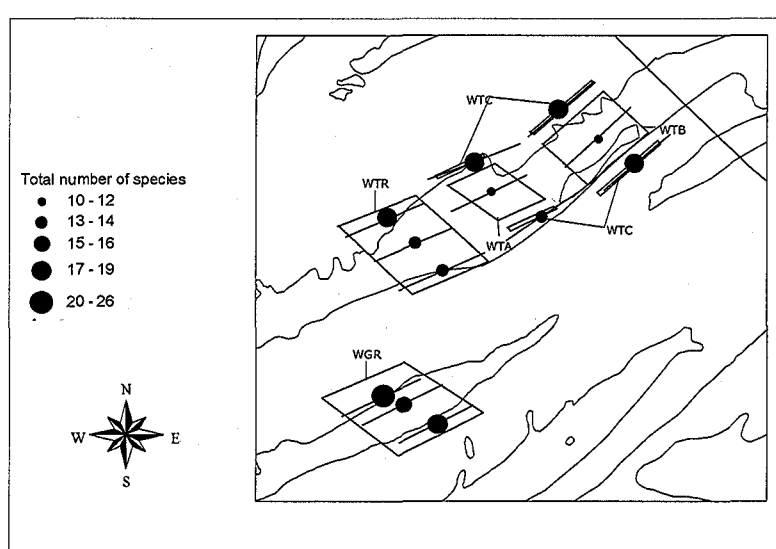 Total number of species
10 - 12
13 - 14
15 - 16
17 - 19
20 - 26
N
W
E
S
WTC
WTB
WTR
WTA
WTC
WGR